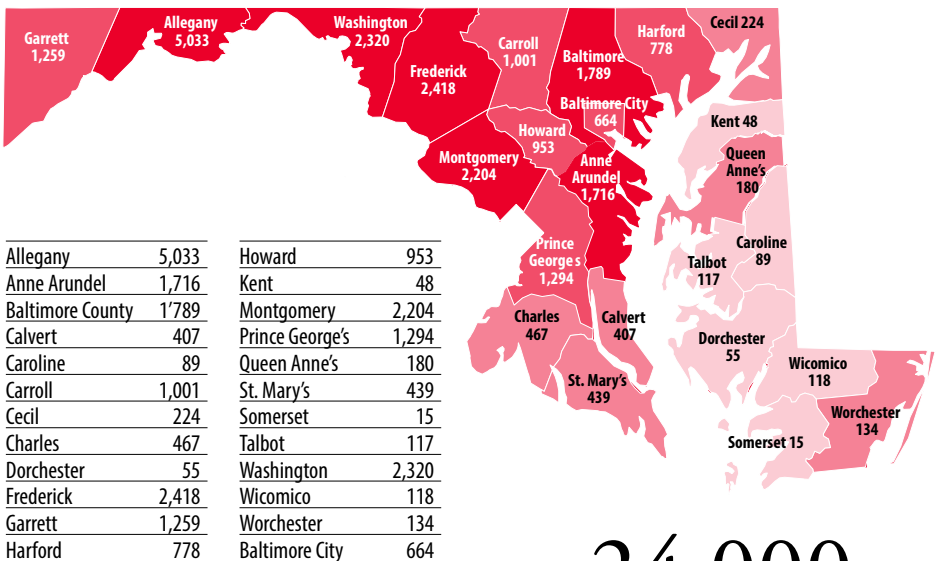 Garrett
1,259
Allegany
5,033
Washington
2,320
Frederick
2,418
Carroll
1,001
Baltimore
1,789
Harford
778
Cecil 224
Baltimore City
664
Howard
953
Montgomery
2,204
Anne
Arundel
1,716
Kent 48
Queen
Anne's
180
Caroline
89
Talbot
117
Prince
George s
1,294
Charles
467
Calvert
407
St. Mary's
439
Dorchester
55
Wicomico
118
Worchester
134
Somerset 15
Allegany 5,033
Anne Arundel 1,716
Baltimore County 1'789
Calvert 407
Caroline 89
Carroll 1,001
Cecil 224
Charles 467
Dorchester 55
Frederick 2,418
Garrett 1,259
Harford 778
Howard 953
Kent 48
Montgomery 2,204
Prince George's 1,294
Queen Anne's 180
St. Mary's 439
Somerset 15
Talbot 117
Washington 2,320
Wicomico 118
Worchester 134
Baltimore City 664